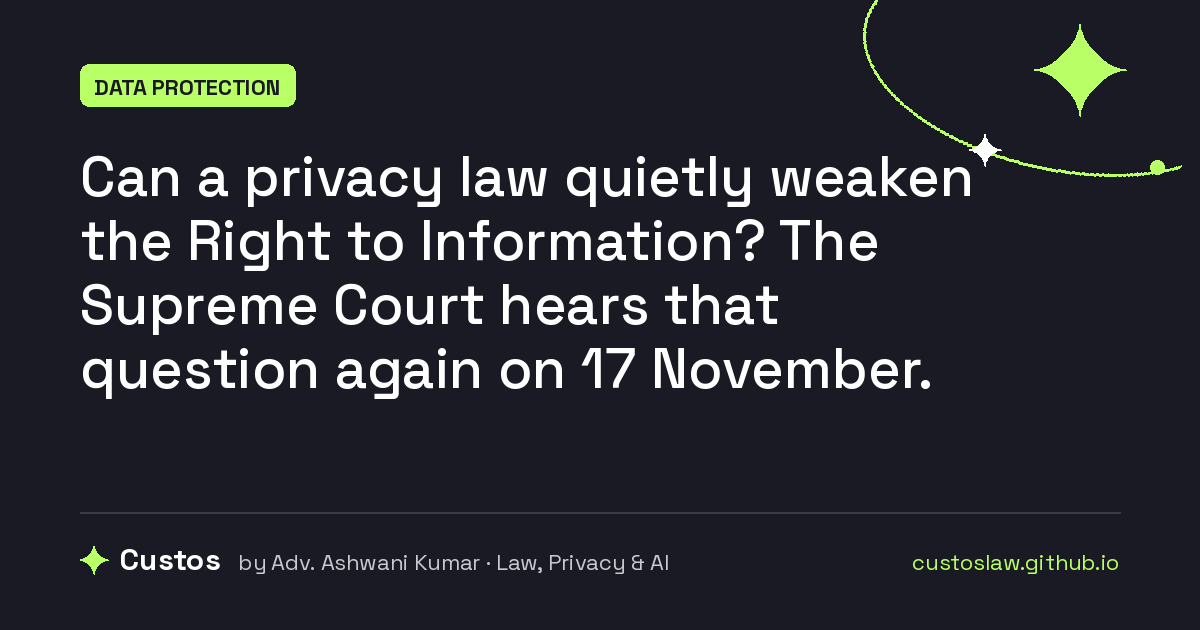 DATA PROTECTION
Can a privacy law quietly weaken
the Right to Information? The
Supreme Court hears that
question again on 17 November.
Custos by Adv. Ashwani Kumar · Law, Privacy & AI
custoslaw.github.io